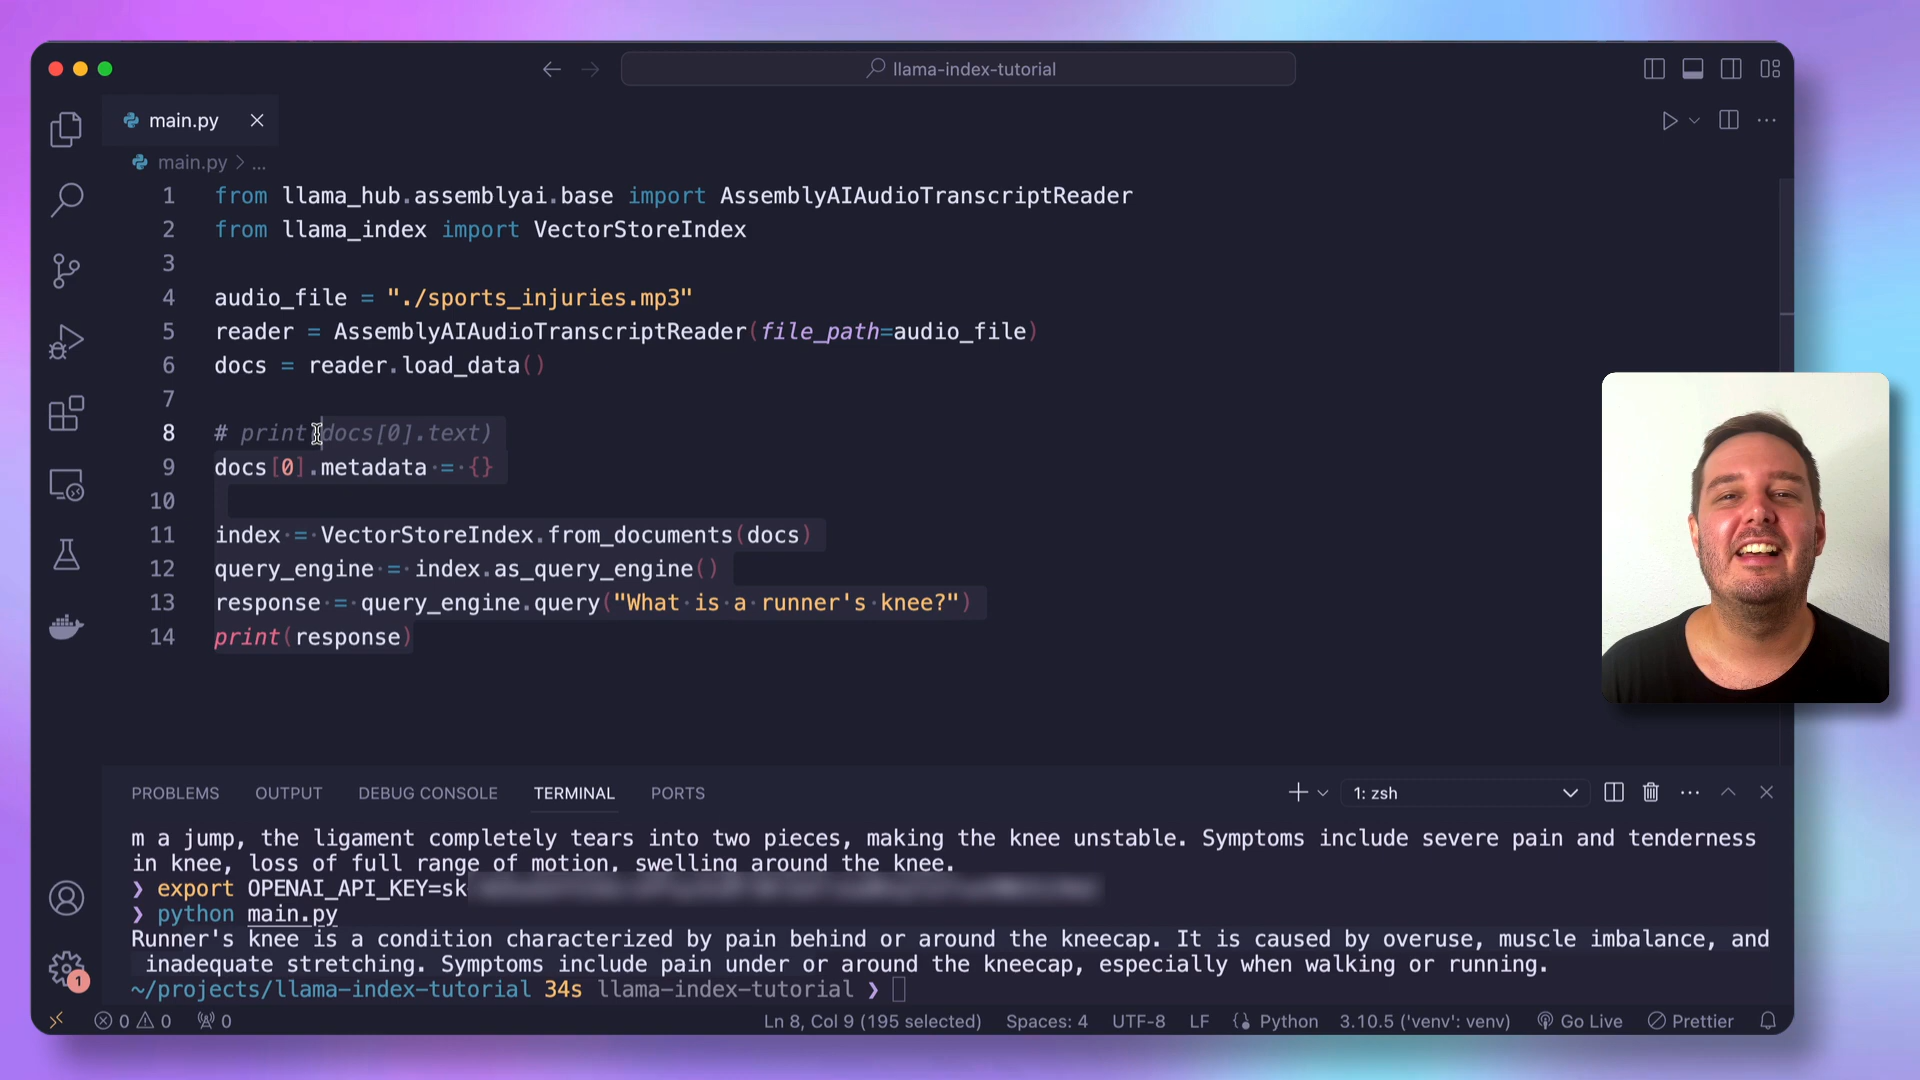 llama-index-tutorial
main.py
main.py > ...
1 from llama_hub.assemblyai.base import AssemblyAIAudioTranscriptReader
2 from llama_index import VectorStoreIndex
3
4 audio_file = "./sports_injuries.mp3"
5 reader = AssemblyAIAudioTranscriptReader(file_path=audio_file)
6 docs = reader.load_data()
7
8 # print(docs[0].text)
9 docs[0].metadata = {}
10
11 index = VectorStoreIndex.from_documents(docs)
12 query_engine = index.as_query_engine()
13 response = query_engine.query("What is a runner's knee?")
14 print(response)
PROBLEMS OUTPUT DEBUG CONSOLE TERMINAL PORTS 1: zsh
m a jump, the ligament completely tears into two pieces, making the knee unstable. Symptoms include severe pain and tenderness
in knee, loss of full range of motion, swelling around the knee.
❯ export OPENAI_API_KEY=sk
❯ python main.py
Runner's knee is a condition characterized by pain behind or around the kneecap. It is caused by overuse, muscle imbalance, and
inadequate stretching. Symptoms include pain under or around the kneecap, especially when walking or running.
~/projects/llama-index-tutorial 34s llama-index-tutorial ❯
1
0 0 0 Ln 8, Col 9 (195 selected) Spaces: 4 UTF-8 LF Python 3.10.5 ('venv': venv) Go Live Prettier